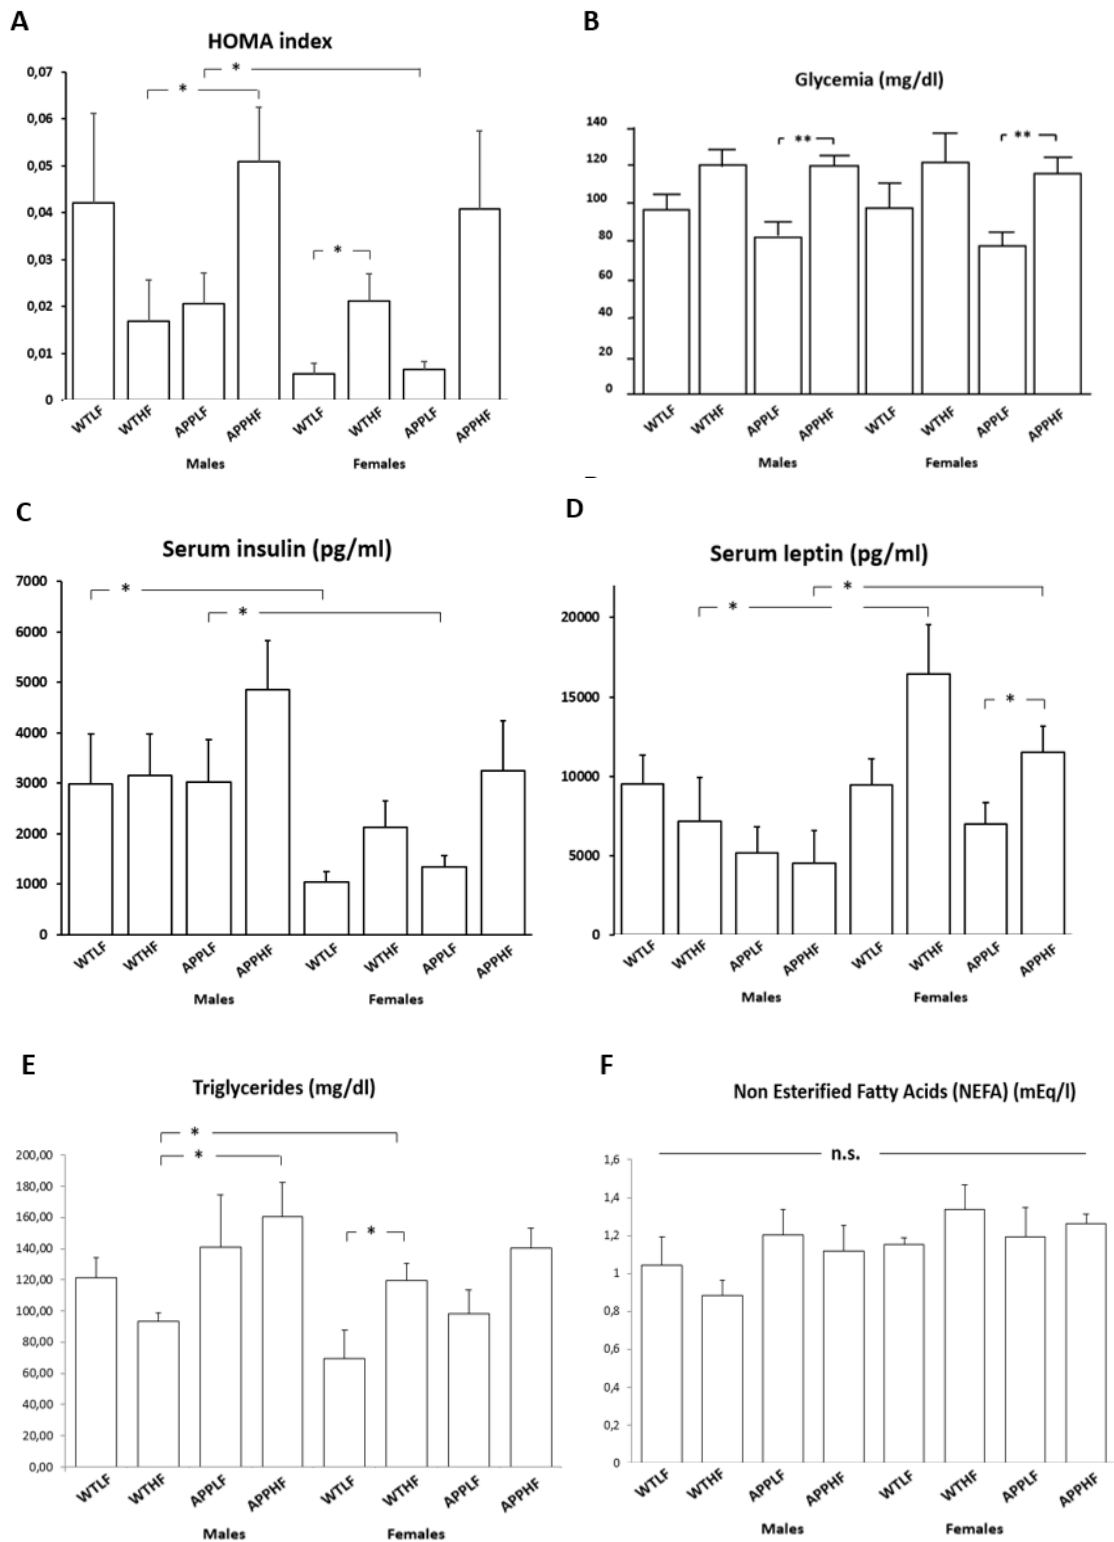 A
HOMA index
0,07
0,06
0,05
0,04
0,03
0,02
0,01
0
*
*
*
WTLF
WTHF
APPLF
APPHF
WTLF
WTHF
APPLF
APPHF
Males
Females
B
Glycemia (mg/dl)
140
120
100
80
60
40
20
0
**
**
WTLF
WTHF
APPLF
APPHF
WTLF
WTHF
APPLF
APPHF
Males
Females
C
Serum insulin (pg/ml)
7000
6000
5000
4000
3000
2000
1000
0
*
*
WTLF
WTHF
APPLF
APPHF
WTLF
WTHF
APPLF
APPHF
Males
Females
D
Serum leptin (pg/ml)
20000
15000
10000
5000
0
*
*
*
WTLF
WTHF
APPLF
APPHF
WTLF
WTHF
APPLF
APPHF
Males
Females
E
Triglycerides (mg/dl)
200,00
180,00
160,00
140,00
120,00
100,00
80,00
60,00
40,00
20,00
0,00
*
*
*
WTLF
WTHF
APPLF
APPHF
WTLF
WTHF
APPLF
APPHF
Males
Females
F
Non Esterified Fatty Acids (NEFA) (mEq/l)
1,6
1,4
1,2
1
0,8
0,6
0,4
0,2
0
n.s.
WTLF
WTHF
APPLF
APPHF
WTLF
WTHF
APPLF
APPHF
Males
Females